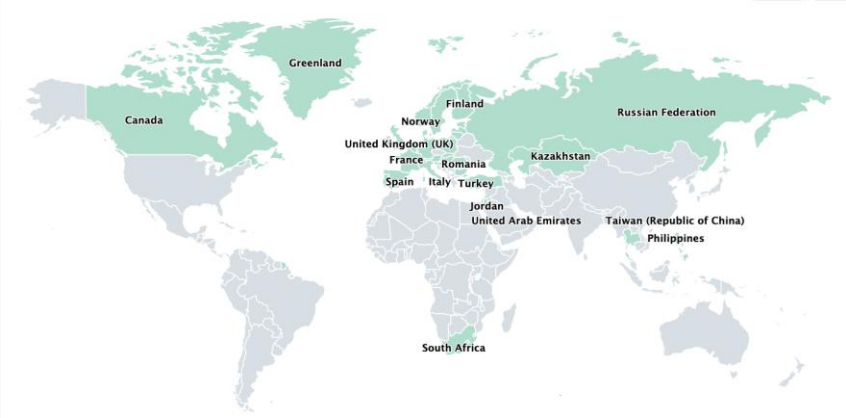 Greenland
Finland
Canada
Russian Federation
Norway
United Kingdom (UK)
France
Kazakhstan
Romania
Spain
Italy
Turkey
Jordan
United Arab Emirates
Taiwan (Republic of China)
Philippines
South Africa